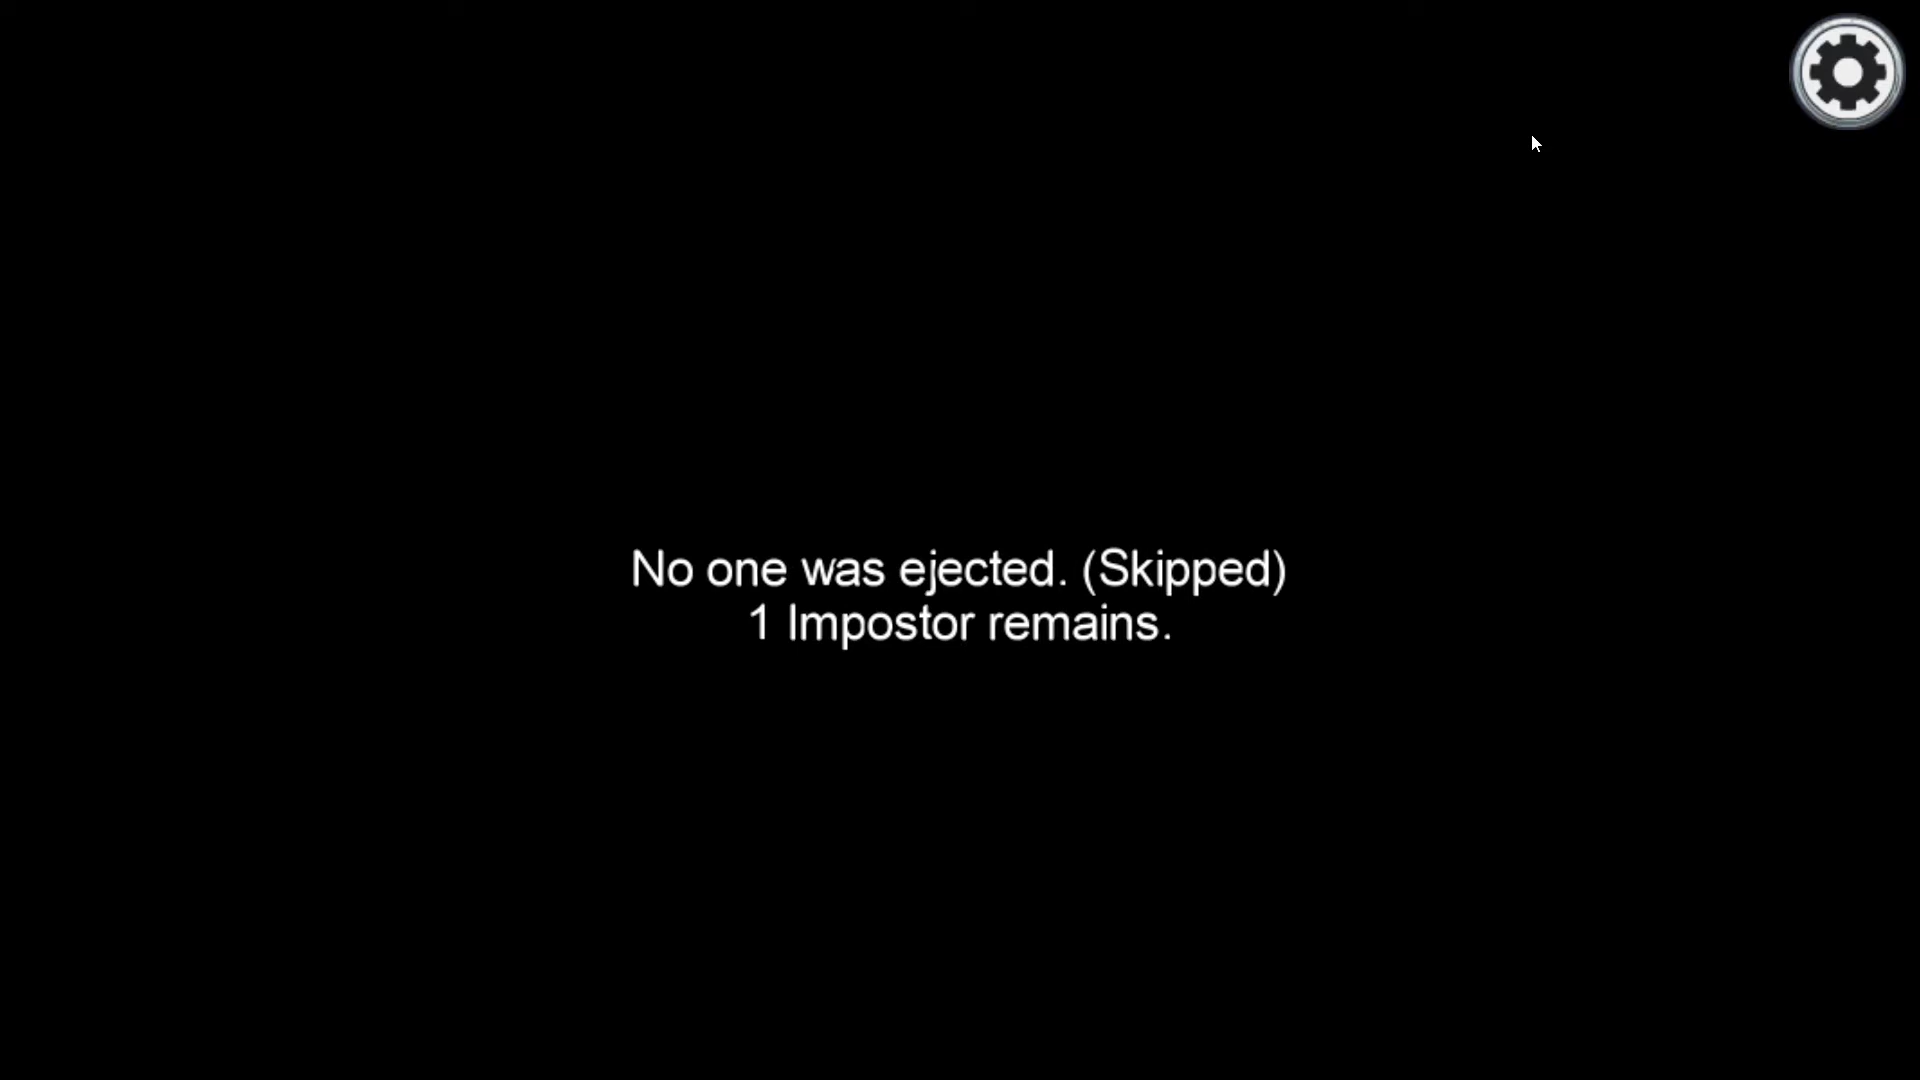 No one was ejected. (Skipped)
1 Impostor remains.